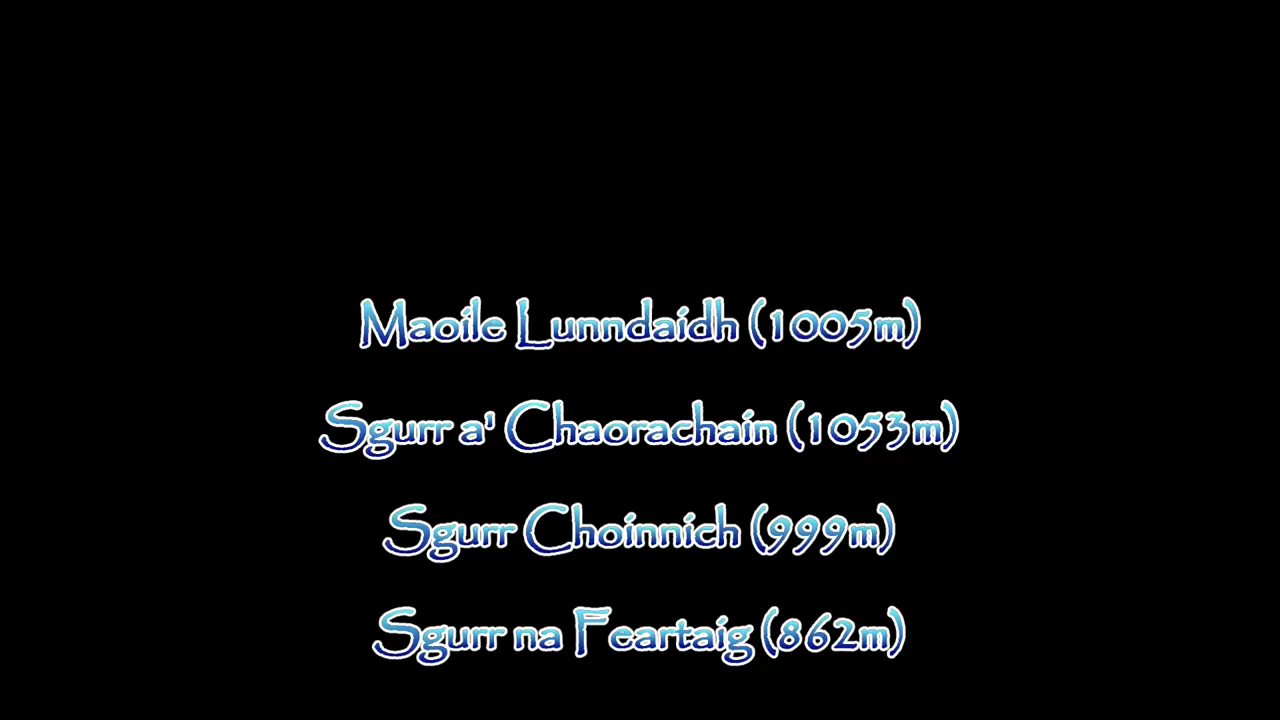 Maoile Lunndaidh (1005m)
Sgurr a' Chaorachain (1053m)
Sgurr Choinnich (999m)
Sgurr na Feartaig (862m)